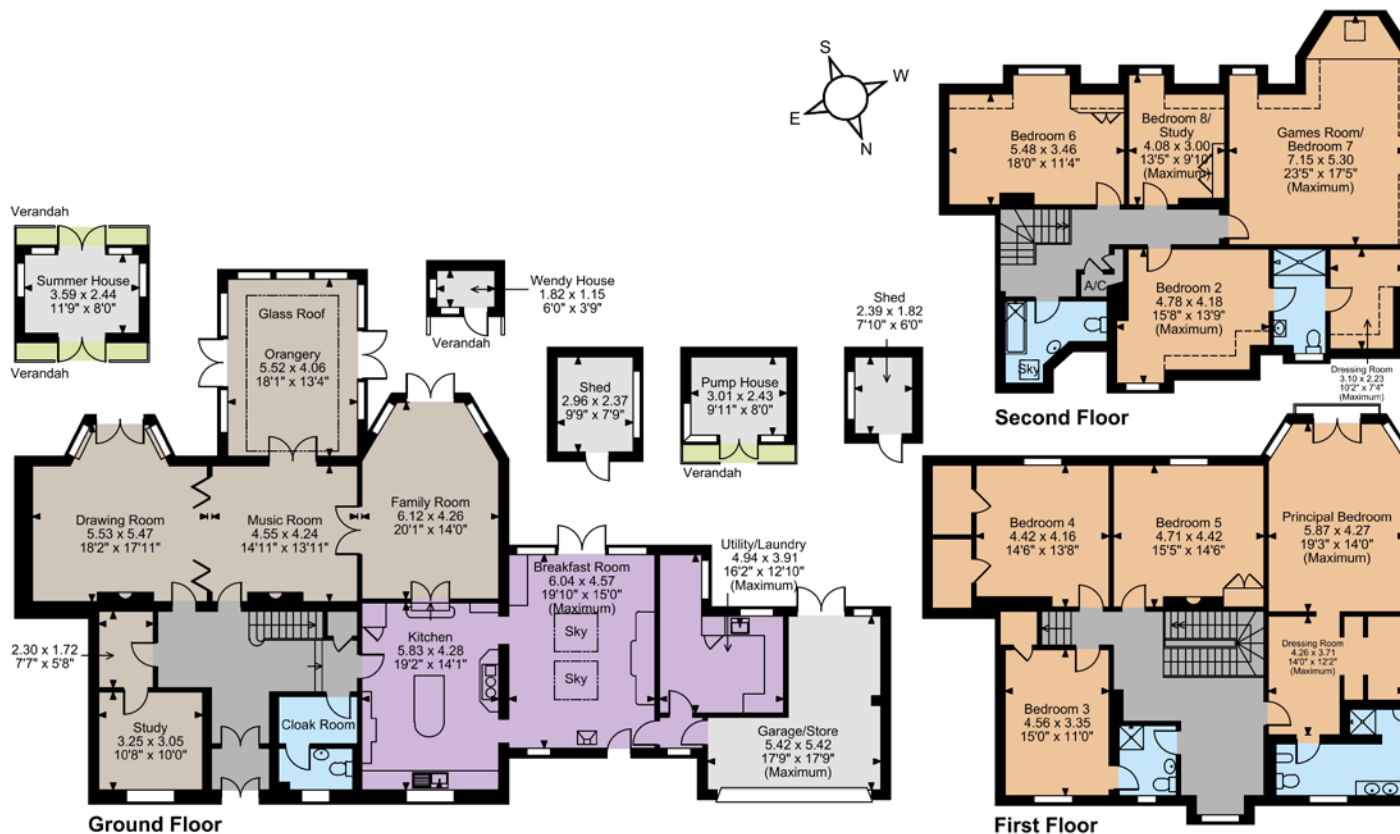 S
W
E
N
Verandah
Summer House
3.59 x 2.44
11'9" x 8'0"
Verandah
Glass Roof
Orangery
5.52 x 4.06
18'1" x 13'4"
Wendy House
1.82 x 1.15
6'0" x 3'9"
Verandah
Shed
2.96 x 2.37
9'9" x 7'9"
Pump House
3.01 x 2.43
9'11" x 8'0"
Verandah
Shed
2.39 x 1.82
7'10" x 6'0"
Drawing Room
5.53 x 5.47
18'2" x 17'11"
Music Room
4.55 x 4.24
14'11" x 13'11"
Family Room
6.12 x 4.26
20'1" x 14'0"
Breakfast Room
6.04 x 4.57
19'10" x 15'0"
(Maximum)
Sky
Sky
Utility/Laundry
4.94 x 3.91
16'2" x 12'10"
(Maximum)
2.30 x 1.72
7'7" x 5'8"
Kitchen
5.83 x 4.28
19'2" x 14'1"
Study
3.25 x 3.05
10'8" x 10'0"
Cloak Room
Garage/Store
5.42 x 5.42
17'9" x 17'9"
(Maximum)
Ground Floor
Bedroom 6
5.48 x 3.46
18'0" x 11'4"
Bedroom 8/
Study
4.08 x 3.00
13'5" x 9'10"
(Maximum)
Games Room/
Bedroom 7
7.15 x 5.30
23'5" x 17'5"
(Maximum)
A/C
Bedroom 2
4.78 x 4.18
15'8" x 13'9"
(Maximum)
Sky
Dressing Room
3.10 x 2.23
10'2" x 7'4"
(Maximum)
Second Floor
Bedroom 4
4.42 x 4.16
14'6" x 13'8"
Bedroom 5
4.71 x 4.42
15'5" x 14'6"
Principal Bedroom
5.87 x 4.27
19'3" x 14'0"
(Maximum)
Dressing Room
4.26 x 3.71
14'0" x 12'2"
(Maximum)
Bedroom 3
4.56 x 3.35
15'0" x 11'0"
First Floor